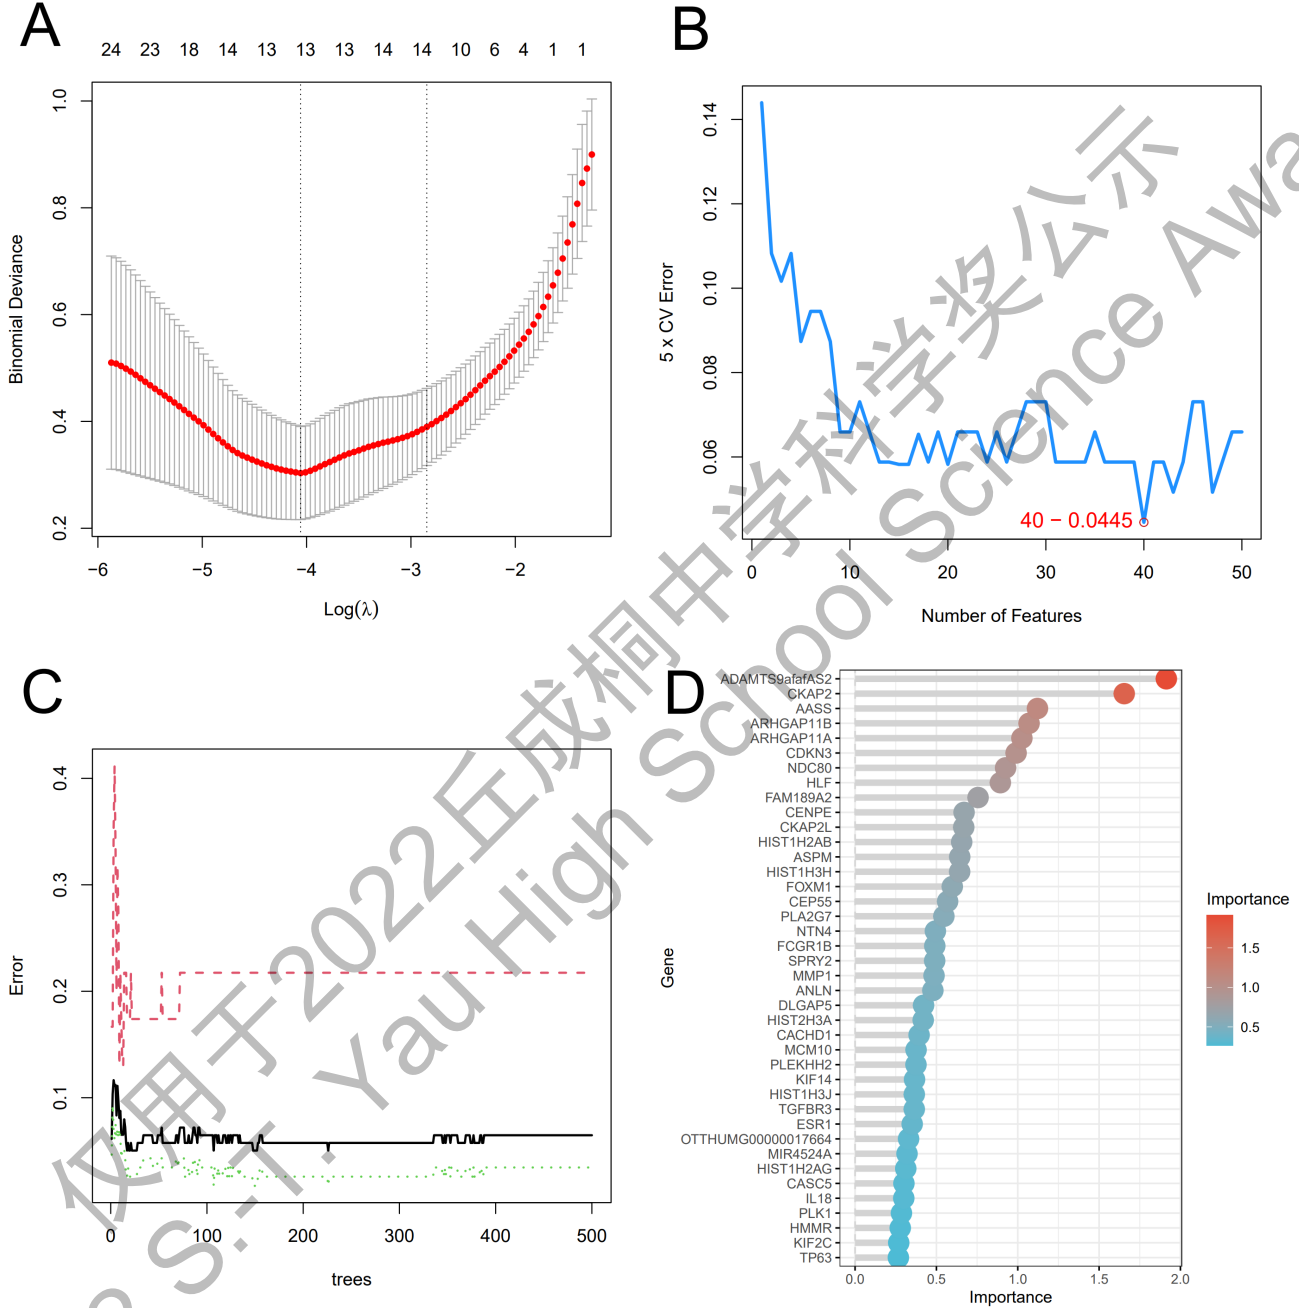 A
24 23 18 14 13 13 13 14 14 10 6 4 1 1
Binomial Deviance
1.0
0.8
0.6
0.4
0.2
−6 −5 −4 −3 −2
Log(λ)
B
5 x CV Error
0.14
0.12
0.10
0.08
0.06
40 − 0.0445
0 10 20 30 40 50
Number of Features
C
Error
0.4
0.3
0.2
0.1
0 100 200 300 400 500
trees
D
Gene
ADAMTS9afafAS2
CKAP2
AASS
ARHGAP11B
ARHGAP11A
CDKN3
NDC80
HLF
FAM189A2
CENPE
CKAP2L
HIST1H2AB
ASPM
HIST1H3H
FOXM1
CEP55
PLA2G7
NTN4
FCGR1B
SPRY2
MMP1
ANLN
DLGAP5
HIST2H3A
CACHD1
MCM10
PLEKHH2
KIF14
HIST1H3J
TGFBR3
ESR1
OTTHUMG00000017664
MIR4524A
HIST1H2AG
CASC5
IL18
PLK1
HMMR
KIF2C
TP63
0.0 0.5 1.0 1.5 2.0
Importance
Importance
1.5
1.0
0.5
仅用于2022丘成桐中学科学奖公示
S.-T. Yau High School Science Awa